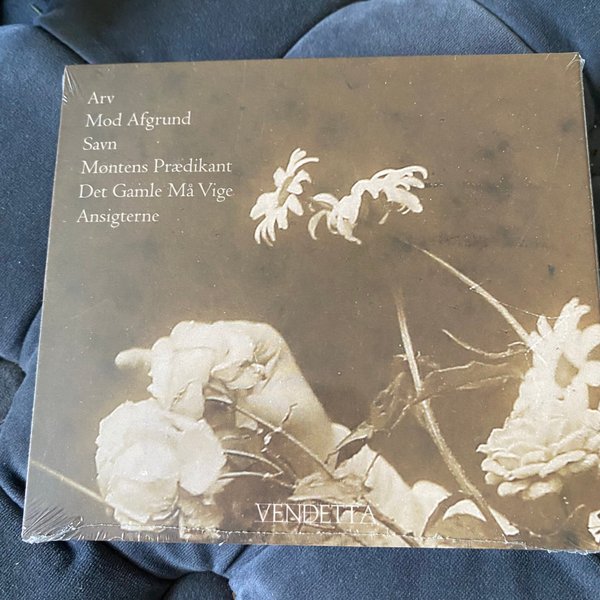 Arv
Mod Afgrund
Savn
Møntens Prædikant
Det Gamle Må Vige
Ansigterne
VENDETTA